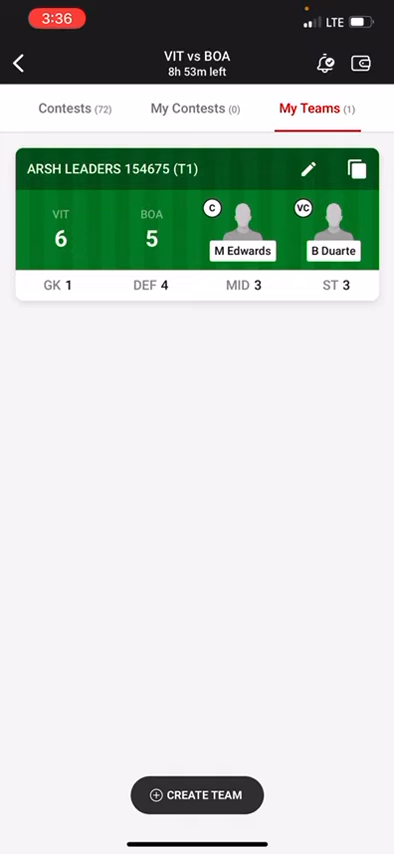 3:36
LTE
VIT vs BOA
8h 53m left
Contests (72)
My Contests (0)
My Teams (1)
ARSH LEADERS 154675 (T1)
VIT
6
BOA
5
C
M Edwards
VC
B Duarte
GK 1
DEF 4
MID 3
ST 3
CREATE TEAM